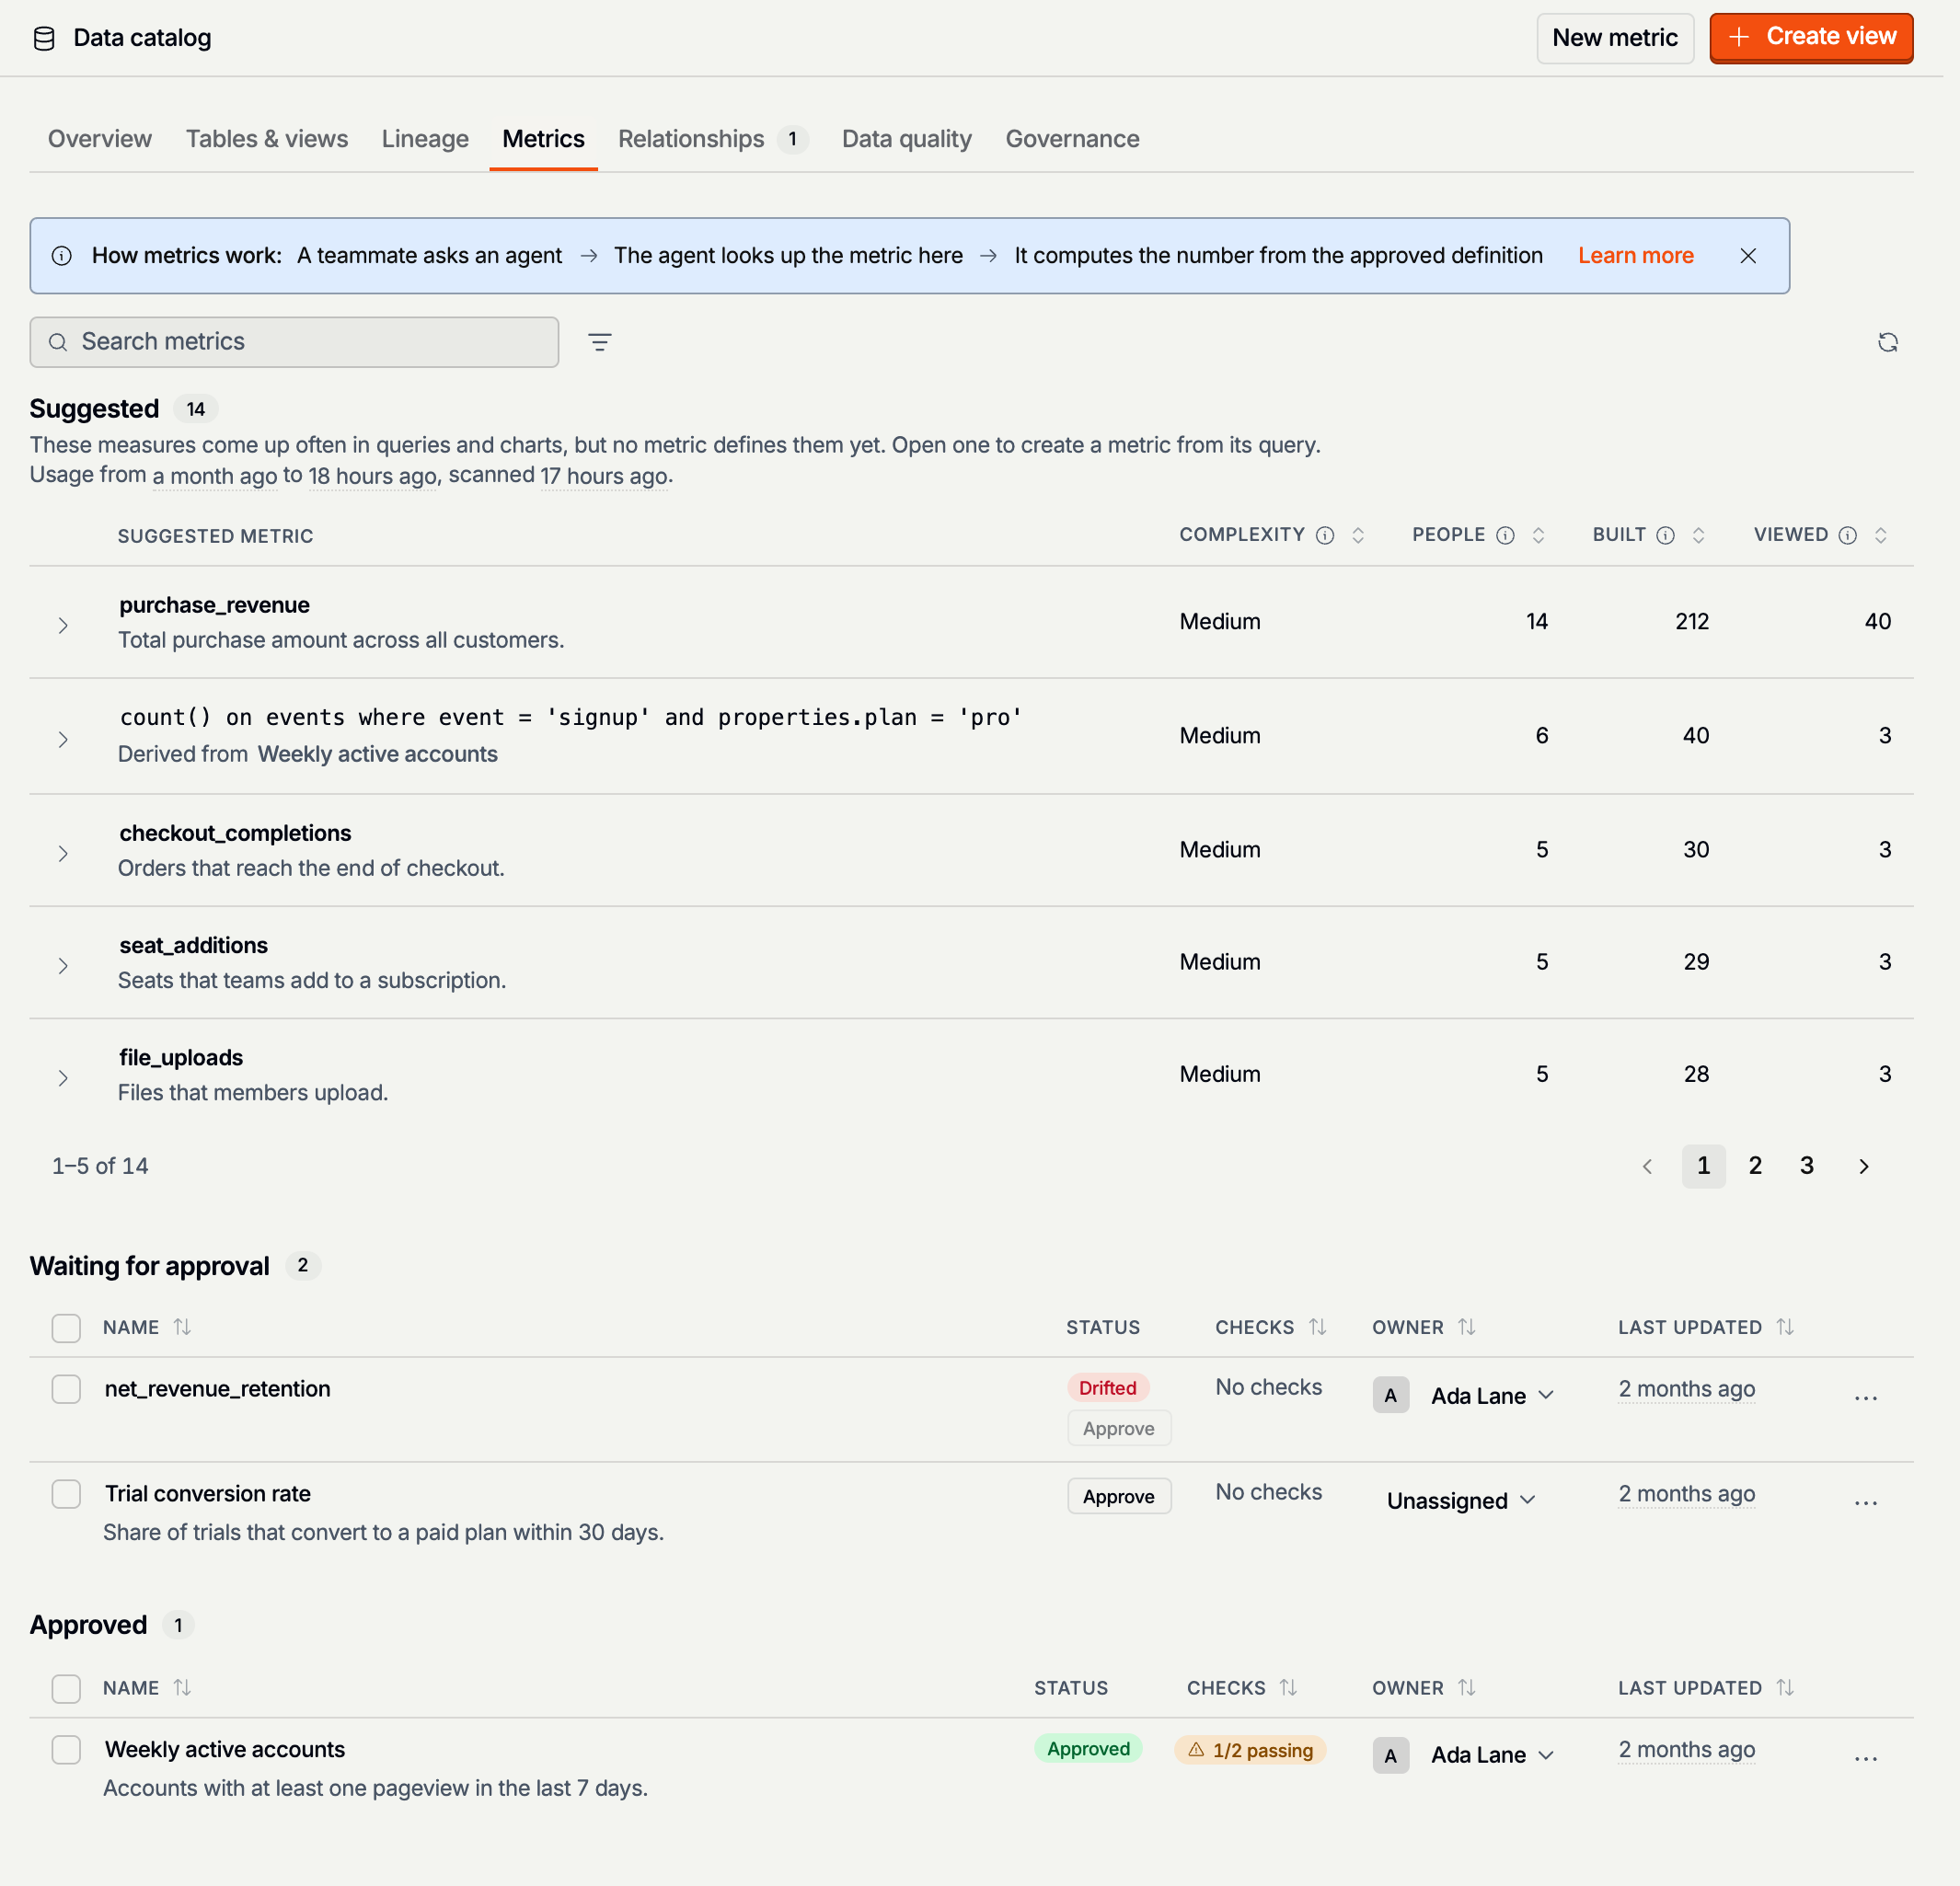 Data catalog
New metric
Create view
Overview
Tables & views
Lineage
Metrics
Relationships 1
Data quality
Governance
How metrics work: A teammate asks an agent → The agent looks up the metric here → It computes the number from the approved definition Learn more
Search metrics
Suggested 14
These measures come up often in queries and charts, but no metric defines them yet. Open one to create a metric from its query.
Usage from a month ago to 18 hours ago, scanned 17 hours ago.
SUGGESTED METRIC COMPLEXITY PEOPLE BUILT VIEWED
purchase_revenue Medium 14 212 40
Total purchase amount across all customers.
count() on events where event = 'signup' and properties.plan = 'pro' Medium 6 40 3
Derived from Weekly active accounts
checkout_completions Medium 5 30 3
Orders that reach the end of checkout.
seat_additions Medium 5 29 3
Seats that teams add to a subscription.
file_uploads Medium 5 28 3
Files that members upload.
1–5 of 14 1 2 3
Waiting for approval 2
NAME STATUS CHECKS OWNER LAST UPDATED
net_revenue_retention Drifted No checks A Ada Lane 2 months ago ...
Approve
Trial conversion rate Approve No checks Unassigned 2 months ago ...
Share of trials that convert to a paid plan within 30 days.
Approved 1
NAME STATUS CHECKS OWNER LAST UPDATED
Weekly active accounts Approved 1/2 passing A Ada Lane 2 months ago ...
Accounts with at least one pageview in the last 7 days.